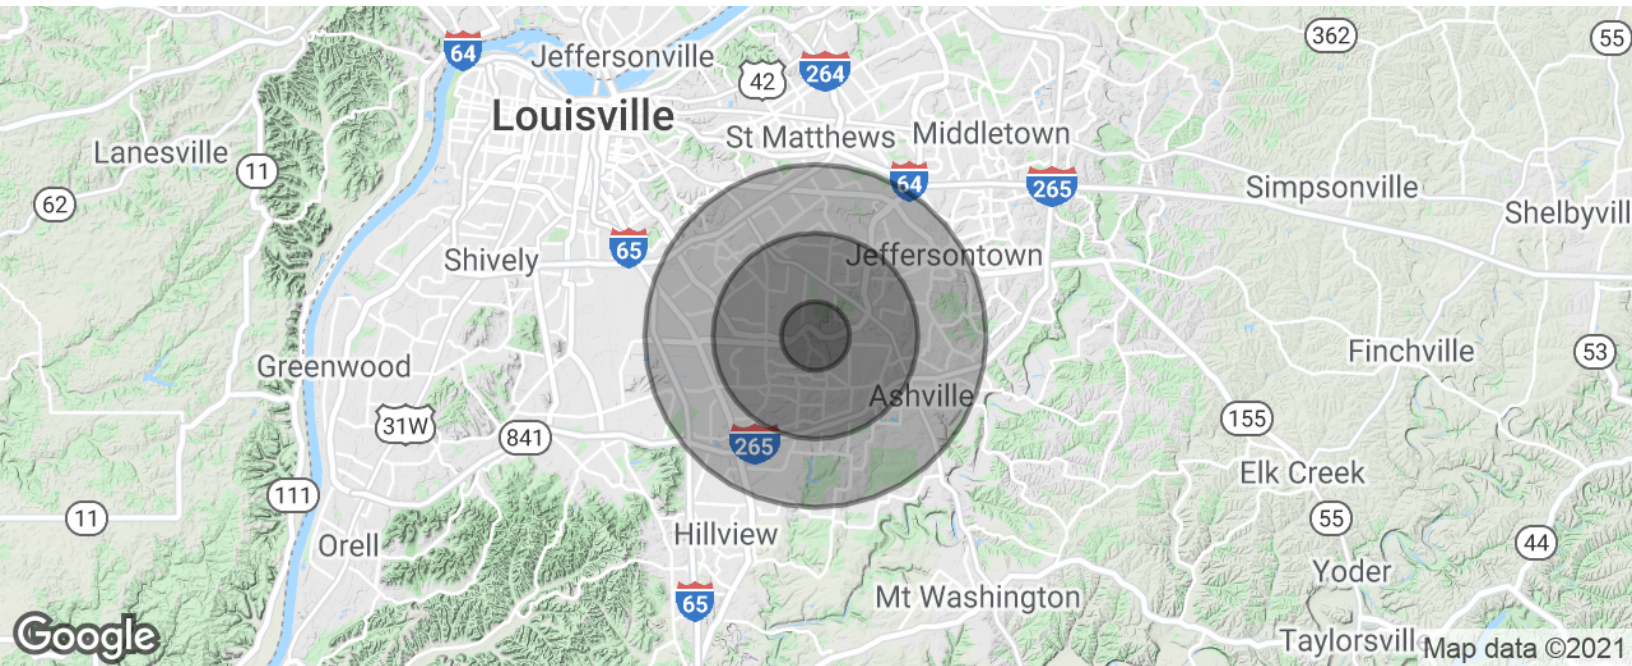 362
55
64
Jeffersonville
42
264
Louisville
St Matthews
Middletown
Lanesville
11
64
265
Simpsonville
62
Shelbyvill
65
Shively
Jeffersontown
Greenwood
Finchville
53
Ashville
31W
841
265
155
Elk Creek
111
11
55
Hillview
Orell
44
Yoder
65
Mt Washington
Google
Taylorsvill
Map data ©2021